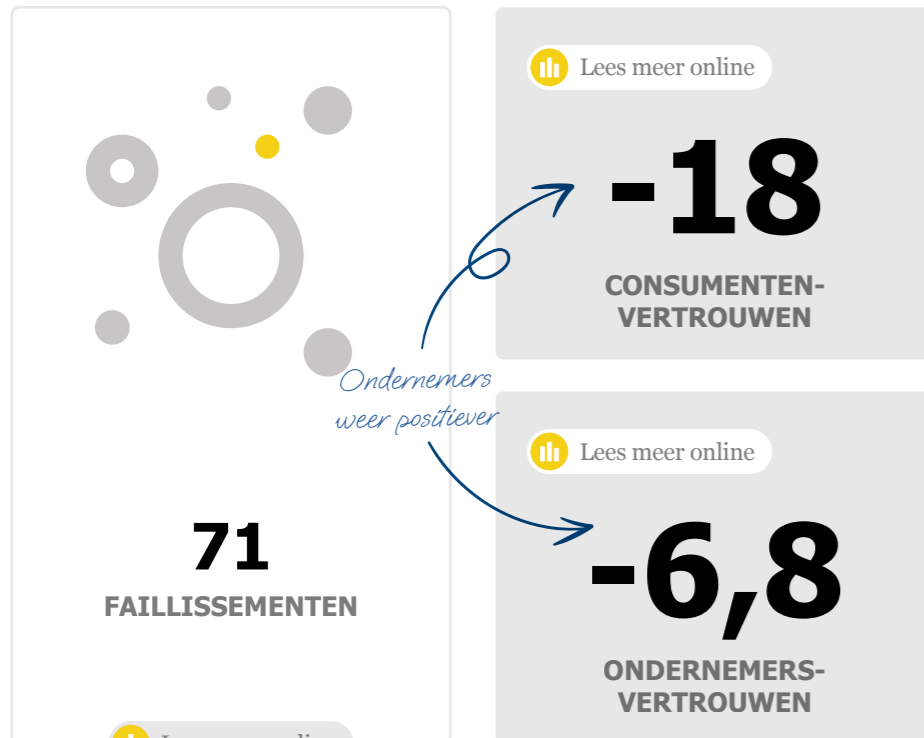 Lees meer online
-18
CONSUMENTEN-
VERTROUWEN
Ondernemers
weer positiever
Lees meer online
-6,8
ONDERNEMERS-
VERTROUWEN
71
FAILLISSEMENTEN